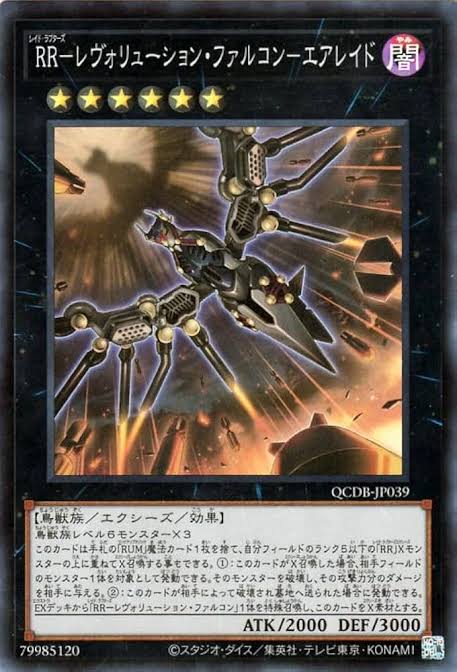 レイド・ラプターズ
RR－レヴォリューション・ファルコン－エアレイド
やみ
闇
QCDB-JP039
【鳥獣族／エクシーズ／効果】
鳥獣族レベル６モンスター×３
このカードは手札の「RUM」魔法カード１枚を捨て、自分フィールドのランク５以下の「RR」Xモンス
ターの上に重ねてX召喚する事もできる。①：このカードがX召喚した場合、相手フィールド
のモンスター１体を対象として発動できる。そのモンスターを破壊し、その攻撃力分のダメージ
を相手に与える。②：このカードが相手によって破壊され墓地へ送られた場合に発動できる。
EXデッキから「RR－レヴォリューション・ファルコン」１体を特殊召喚し、このカードをX素材とする。
ATK/2000 DEF/3000
79985120
©スタジオ・ダイス／集英社・テレビ東京・KONAMI